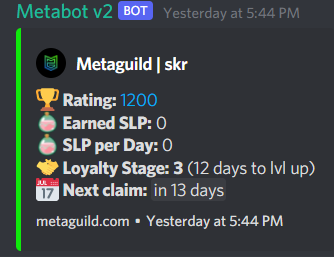 Metabot v2 BOT Yesterday at 5:44 PM
Metaguild | skr
Rating: 1200
Earned SLP: 0
SLP per Day: 0
Loyalty Stage: 3 (12 days to lvl up)
JUL 17 Next claim: in 13 days
metaguild.com • Yesterday at 5:44 PM